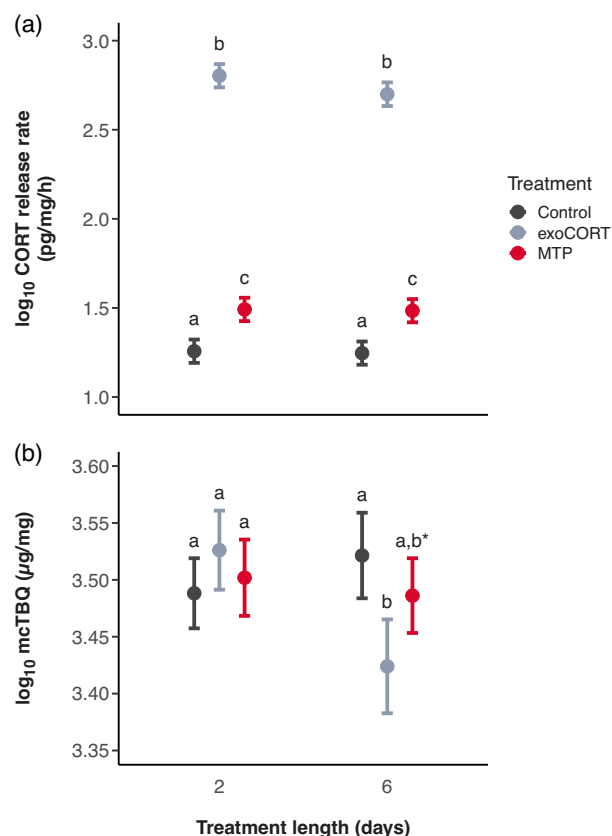 (a)
log₁₀ CORT release rate
(pg/mg/h)
3.0
2.5
2.0
1.5
1.0
b
b
c
c
a
a
Treatment
Control
exoCORT
MTP
(b)
log₁₀ mcTBQ (µg/mg)
3.60
3.55
3.50
3.45
3.40
3.35
a
a
a
a
a,b*
b
2
6
Treatment length (days)